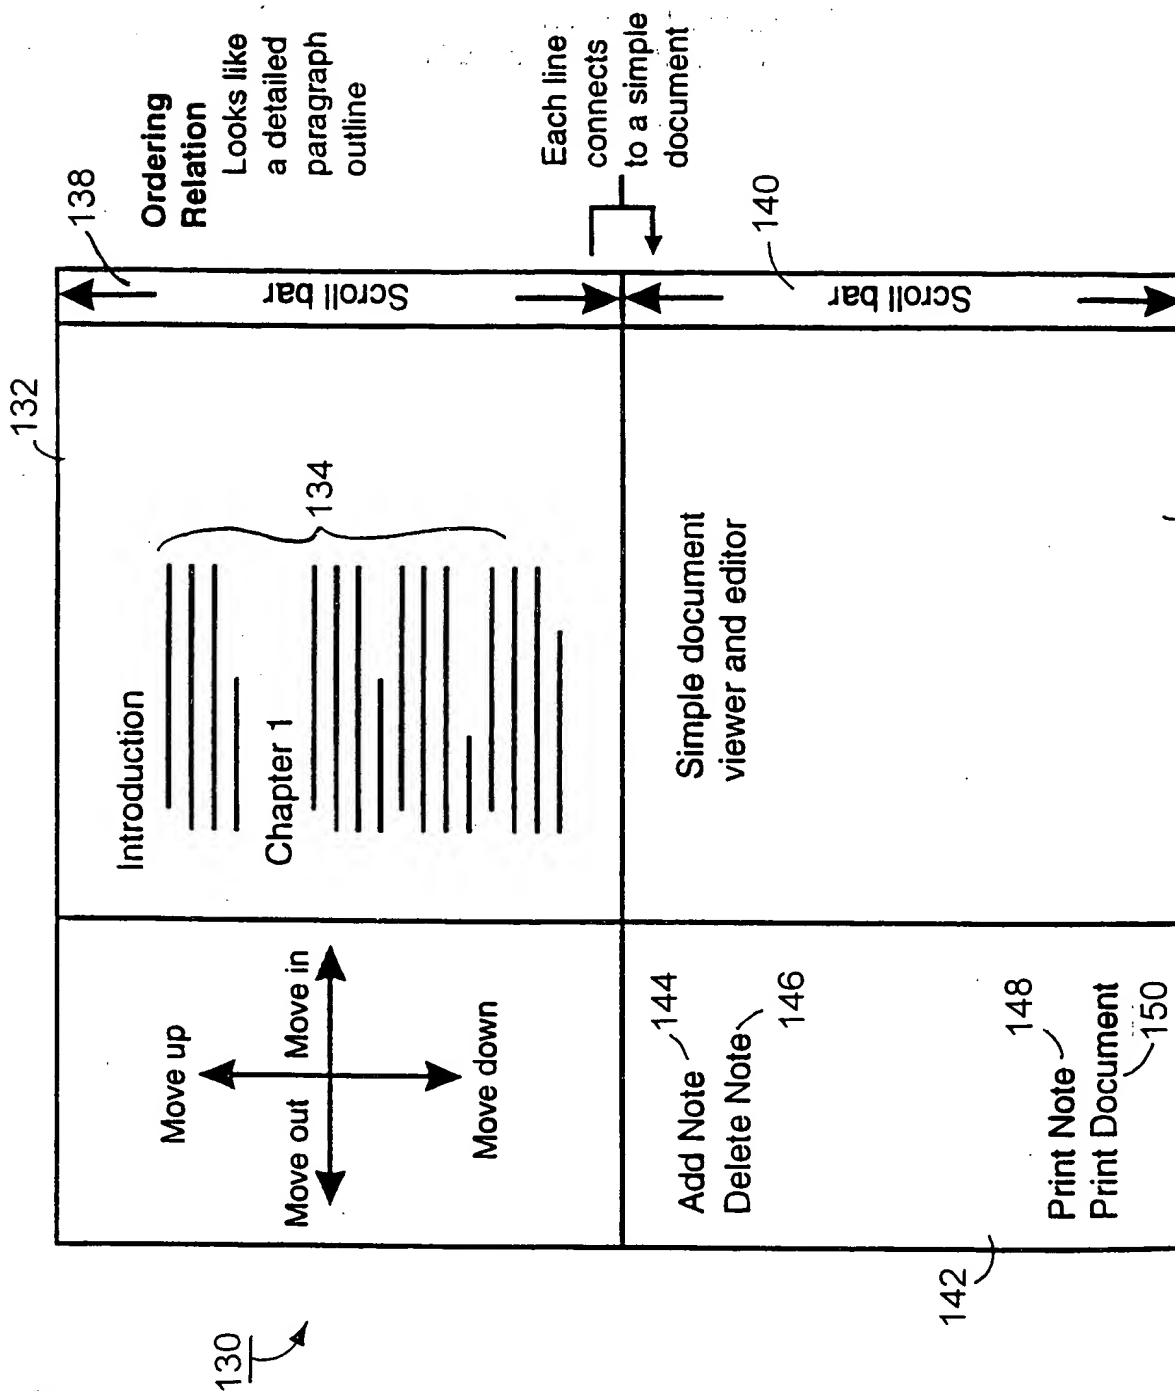 130
132
Move up
Move out Move in
Move down
Introduction
Chapter 1
134
Scroll bar
138
Ordering
Relation
Looks like
a detailed
paragraph
outline
Each line
connects
to a simple
document
Add Note 144
Delete Note 146
Print Note 148
Print Document 150
142
Simple document
viewer and editor
Scroll bar
140